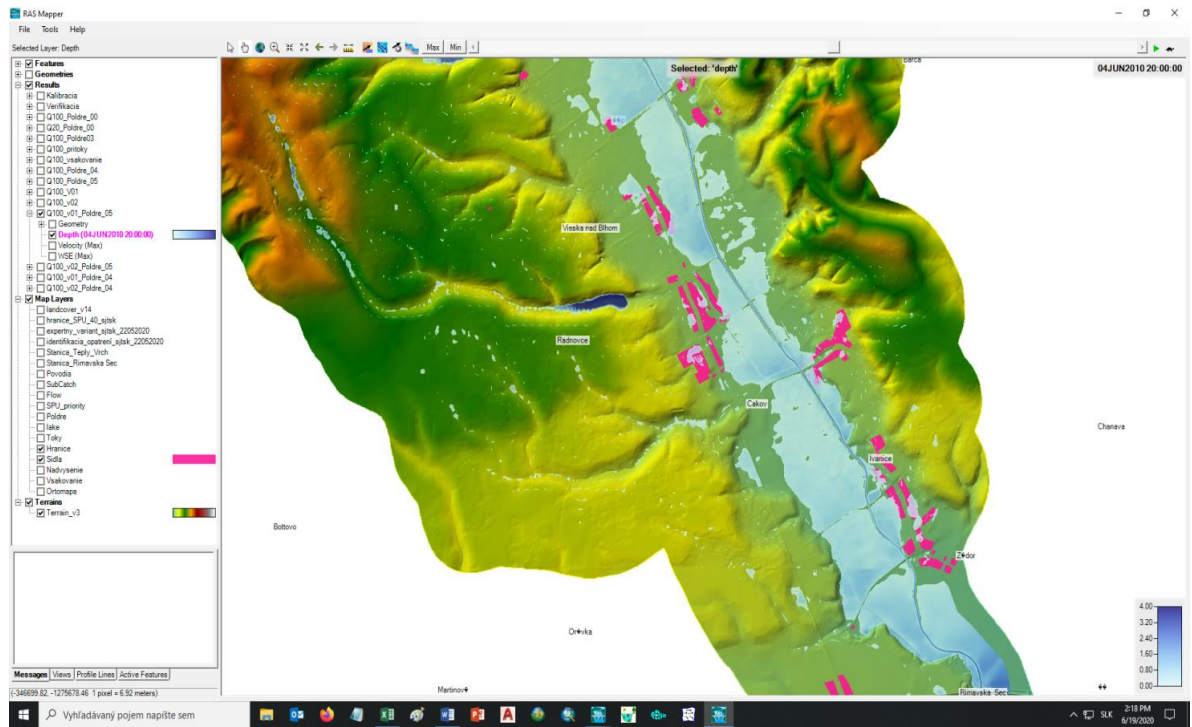 RAS Mapper
File Tools Help
Selected Layer: Depth
Max Min
Features
Geometries
Results
Kalibracia
Verifikacia
Q100_Poldre_00
Q20_Poldre_00
Q100_Poldre03
Q100_pritoky
Q100_vsakovanie
Q100_Poldre_04.
Q100_Poldre_05
Q100_V01
Q100_v02
Q100_v01_Poldre_05
Geometry
Depth (04JUN2010 20:00:00)
Velocity (Max)
WSE (Max)
Q100_v02_Poldre_05
Q100_v01_Poldre_04
Q100_v02_Poldre_04
Map Layers
landcover_v14
hranice_SPU_40_sjtsk
expertny_variant_sjtsk_22052020
identifikacia_opatrení_sjtsk_22052020
Stanica_Teply_Vrch
Stanica_Rimavska Sec
Povodia
SubCatch
Flow
SPU_priority
Poldre
lake
Toky
Hranice
Sidla
Nadvysenie
Vsakovanie
Ortomapa
Terrains
Terrain_v3
Messages Views Profile Lines Active Features
(-346699.82, -1275678.46 1 pixel = 6.92 meters)
Selected: 'depth'
04JUN2010 20:00:00
Barca
Vieska nad Blhom
Radnovce
Cakov
Chanava
Ivanice
Bottovo
Z�dor
Or�vka
Martinov�
��
Rimavska Sec
4.00
3.20
2.40
1.60
0.80
0.00
Vyhľadávaný pojem napíšte sem
SLK
2:18 PM
6/19/2020